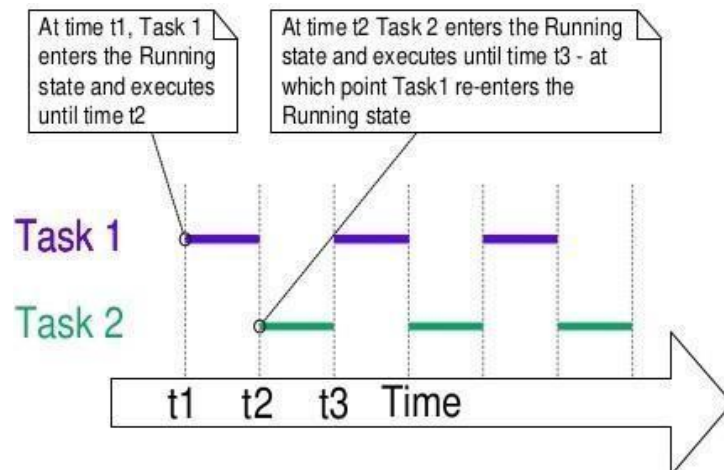 At time t1, Task 1
enters the Running
state and executes
until time t2
At time t2 Task 2 enters the Running
state and executes until time t3 - at
which point Task1 re-enters the
Running state
Task 1
Task 2
t1 t2 t3 Time